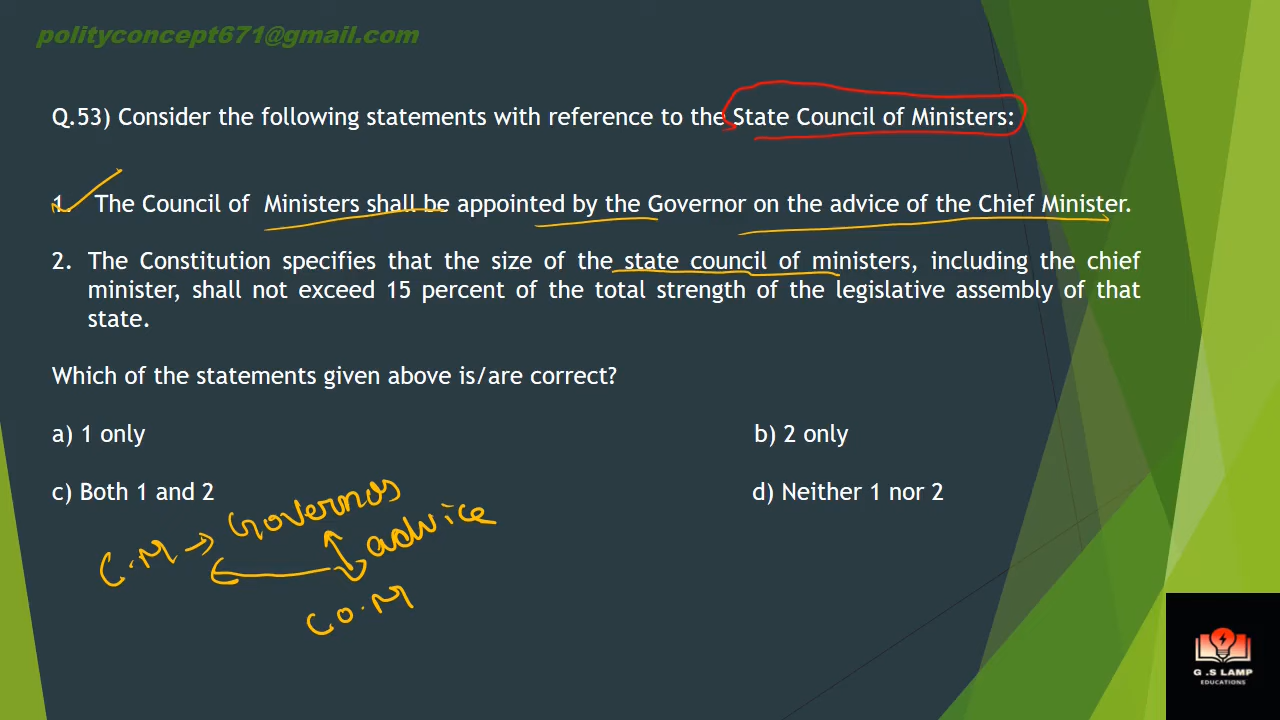 polityconcept671@gmail.com
Q.53) Consider the following statements with reference to the State Council of Ministers:
1. The Council of Ministers shall be appointed by the Governor on the advice of the Chief Minister.
2. The Constitution specifies that the size of the state council of ministers, including the chief
minister, shall not exceed 15 percent of the total strength of the legislative assembly of that
state.
Which of the statements given above is/are correct?
a) 1 only
b) 2 only
c) Both 1 and 2
d) Neither 1 nor 2
C.M → Governor
advice
CO.M
G.S LAMP
EDUCATIONS